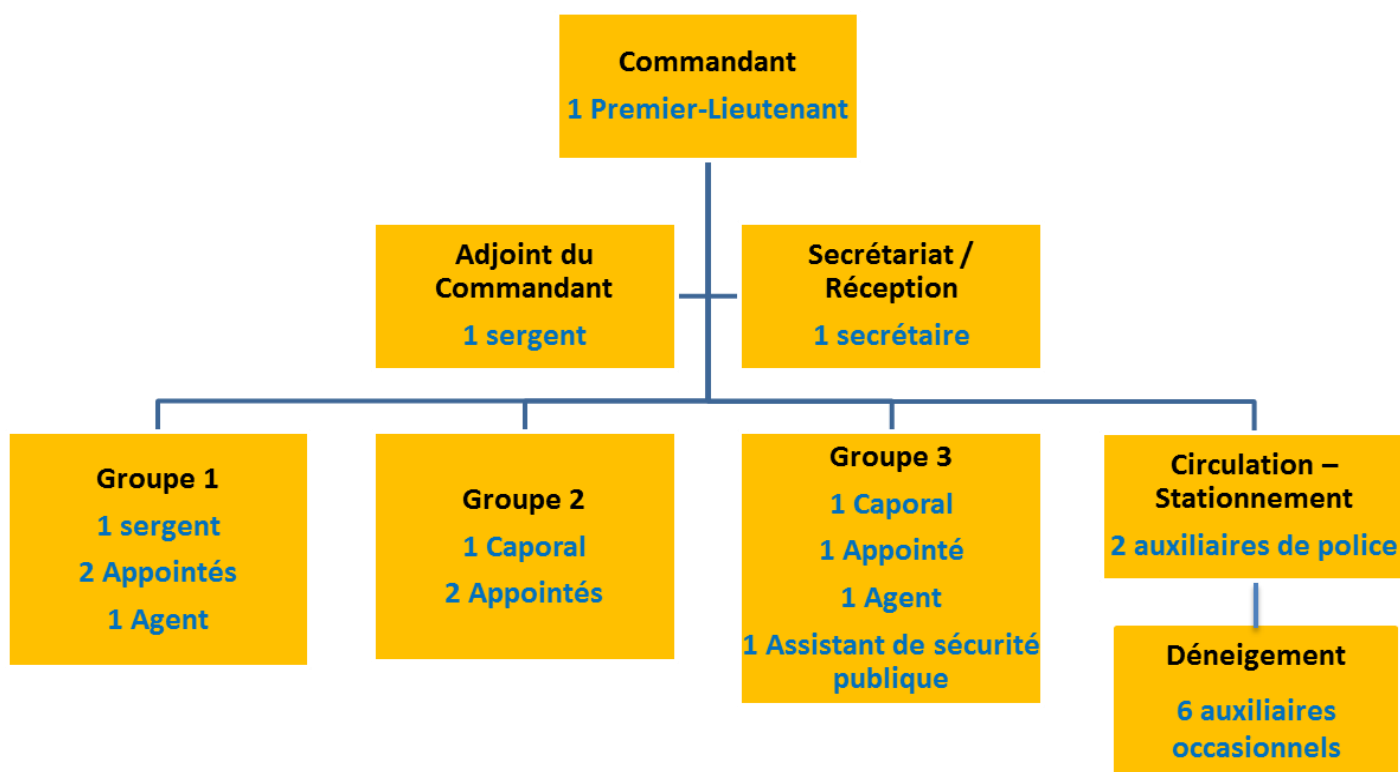 Commandant
1 Premier-Lieutenant
Adjoint du
Commandant
1 sergent
Secrétariat /
Réception
1 secrétaire
Groupe 1
1 sergent
2 Appointés
1 Agent
Groupe 2
1 Caporal
2 Appointés
Groupe 3
1 Caporal
1 Appointé
1 Agent
1 Assistant de sécurité
publique
Circulation –
Stationnement
2 auxiliaires de police
Déneigement
6 auxiliaires
occasionnels